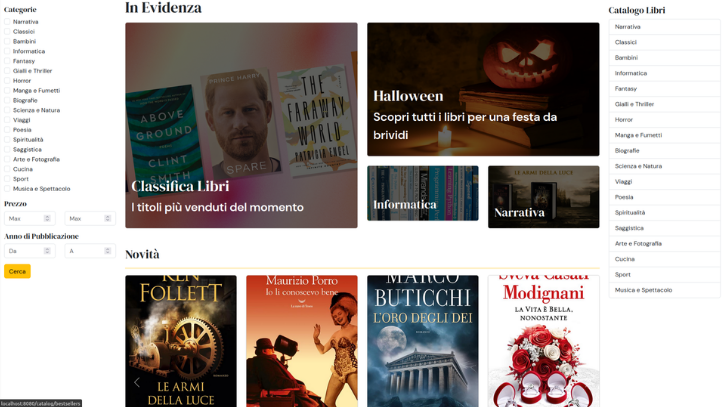 Categorie
Narrativa
Classici
Bambini
Informatica
Fantasy
Gialli e Thriller
Horror
Manga e Fumetti
Biografie
Scienza e Natura
Viaggi
Poesia
Spiritualità
Saggistica
Arte e Fotografia
Cucina
Sport
Musica e Spettacolo
Prezzo
Max
Max
Anno di Pubblicazione
Da
A
Cerca
localhost:8080/catalog/bestsellers
In Evidenza
ABOVE
GROUND
CLINT
SMITH
PRINCE HARRY
SPARE
THE
FARAWAY
WORLD
Classifica Libri
I titoli più venduti del momento
Halloween
Scopri tutti i libri per una festa da
brividi
Informatica
LE ARMI DELLA LUCE
Narrativa
Novità
KEN
FOLLETT
LE ARMI
DELLA LUCE
Maurizio Porro
Io li conoscevo bene
MARCO
BUTICCHI
L'ORO DEGLI DEI
Sveva Casati
Modignani
LA VITA È BELLA,
NONOSTANTE
Catalogo Libri
Narrativa
Classici
Bambini
Informatica
Fantasy
Gialli e Thriller
Horror
Manga e Fumetti
Biografie
Scienza e Natura
Viaggi
Poesia
Spiritualità
Saggistica
Arte e Fotografia
Cucina
Sport
Musica e Spettacolo